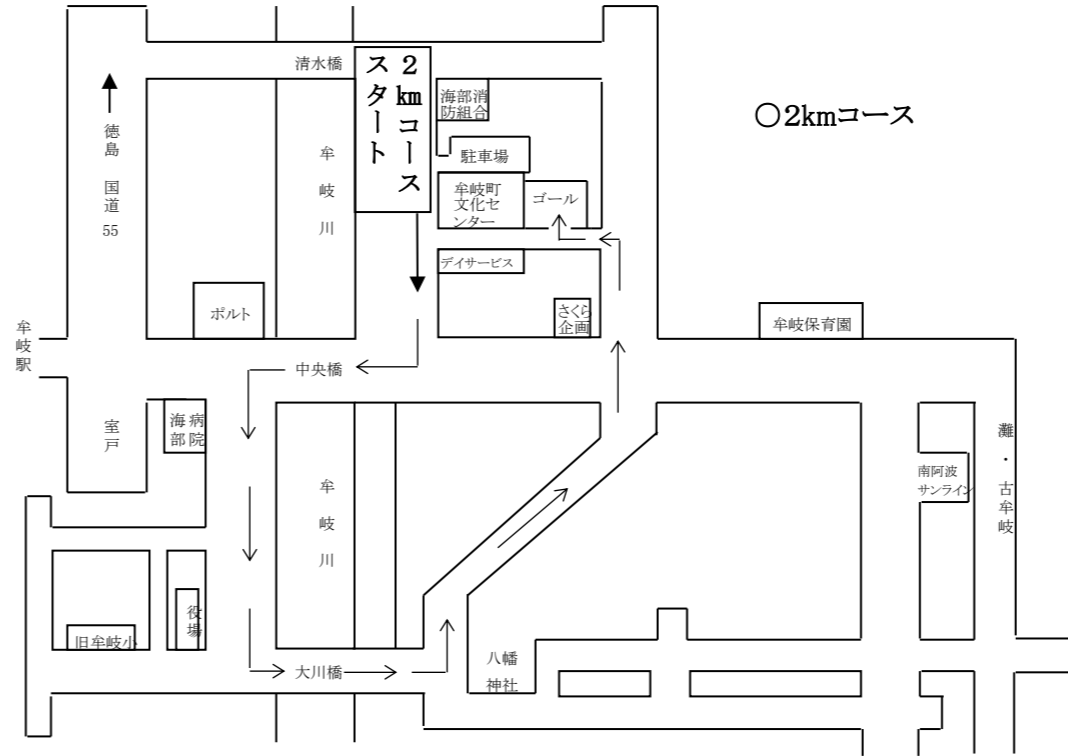 清水橋
2kmコース
スタート
海部消
防組合
○2kmコース
徳島 国道 55
牟岐川
駐車場
牟岐町
文化セ
ンター
ゴール
デイサービス
ポルト
さくら
企画
牟岐保育園
牟岐駅
中央橋
室戸
海部
病院
牟岐川
灘・古牟岐
南阿波
サンライン
役場
旧牟岐小
大川橋
八幡
神社